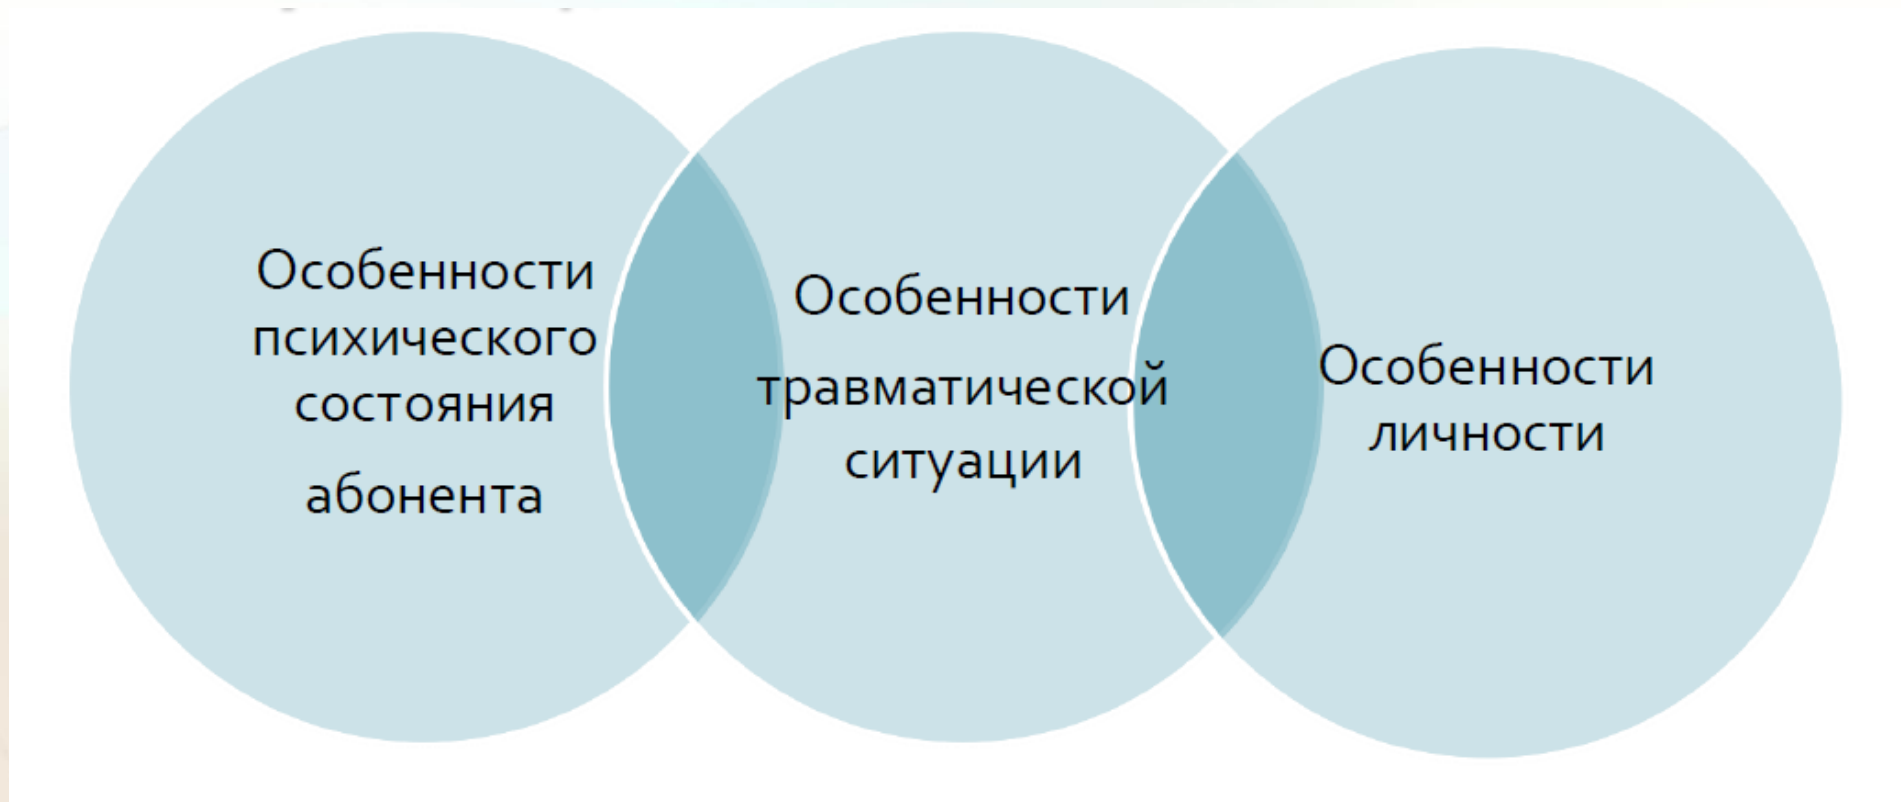 Особенности
психического
состояния
абонента
Особенности
травматической
ситуации
Особенности
личности